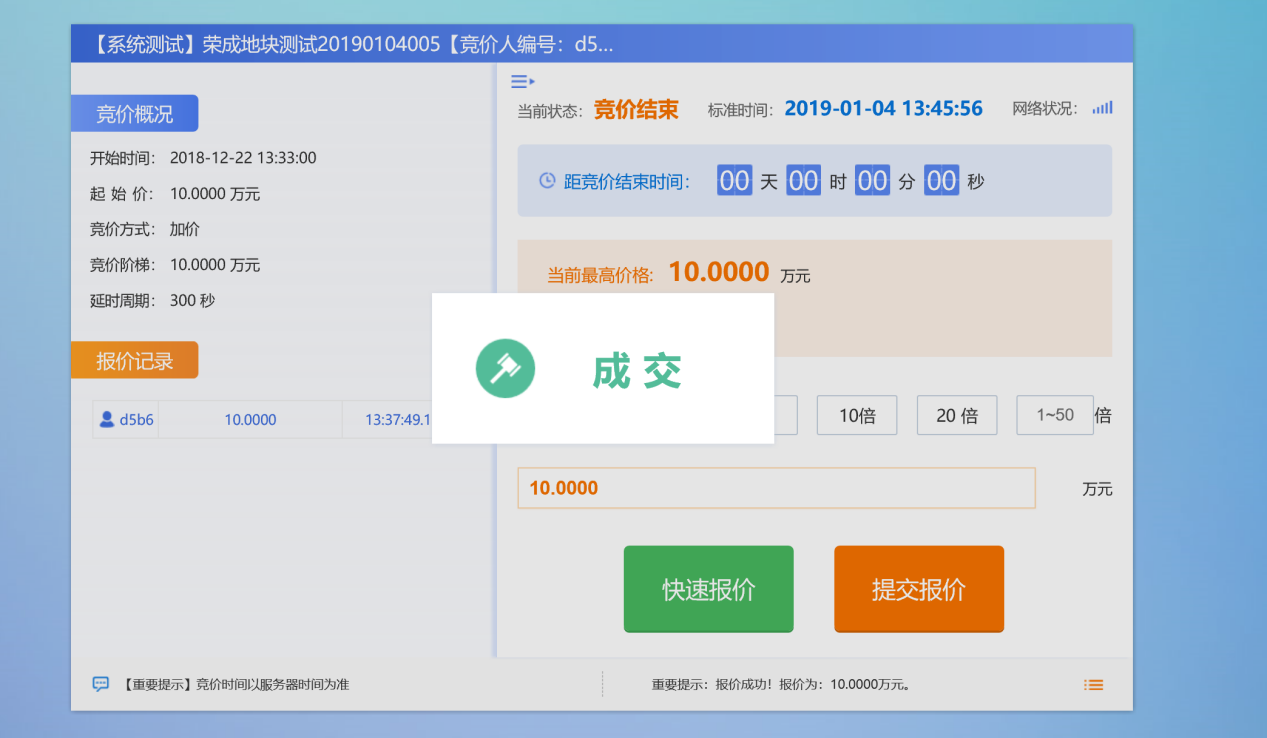 【系统测试】荣成地块测试20190104005【竞价人编号：d5...
竞价概况
开始时间： 2018-12-22 13:33:00
起 始 价： 10.0000 万元
竞价方式： 加价
竞价阶梯： 10.0000 万元
延时周期： 300 秒
报价记录
d5b6 10.0000 13:37:49.1
当前状态： 竞价结束 标准时间： 2019-01-04 13:45:56 网络状况：
距竞价结束时间： 00 天 00 时 00 分 00 秒
当前最高价格: 10.0000 万元
成 交
10倍 20 倍 1~50 倍
10.0000 万元
快速报价 提交报价
【重要提示】竞价时间以服务器时间为准
重要提示：报价成功！报价为：10.0000万元。